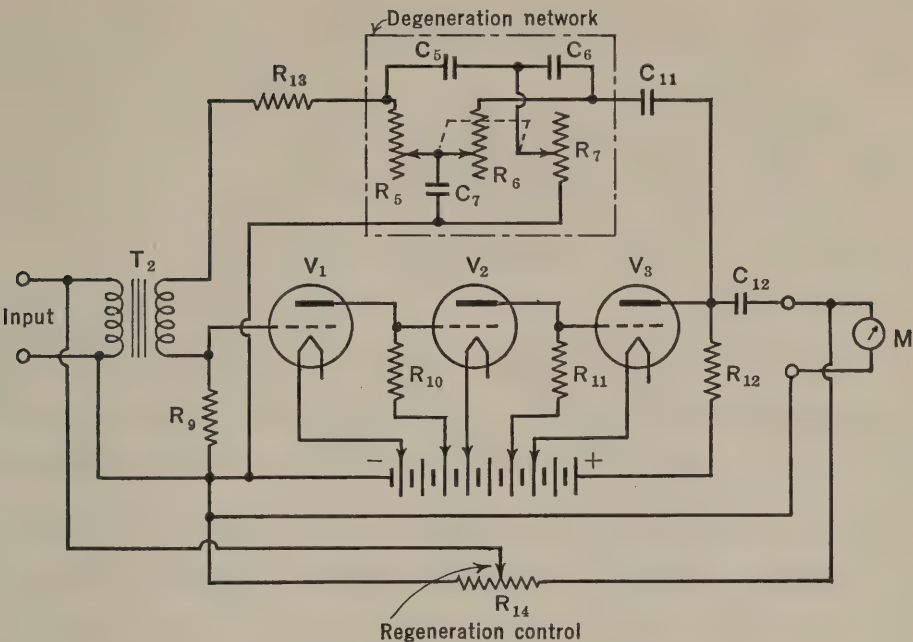 Degeneration network
C5
C6
C11
R13
R5
R6
R7
C7
T2
V1
V2
V3
C12
Input
M
R10
R11
R12
R9
−
+
R14
Regeneration control